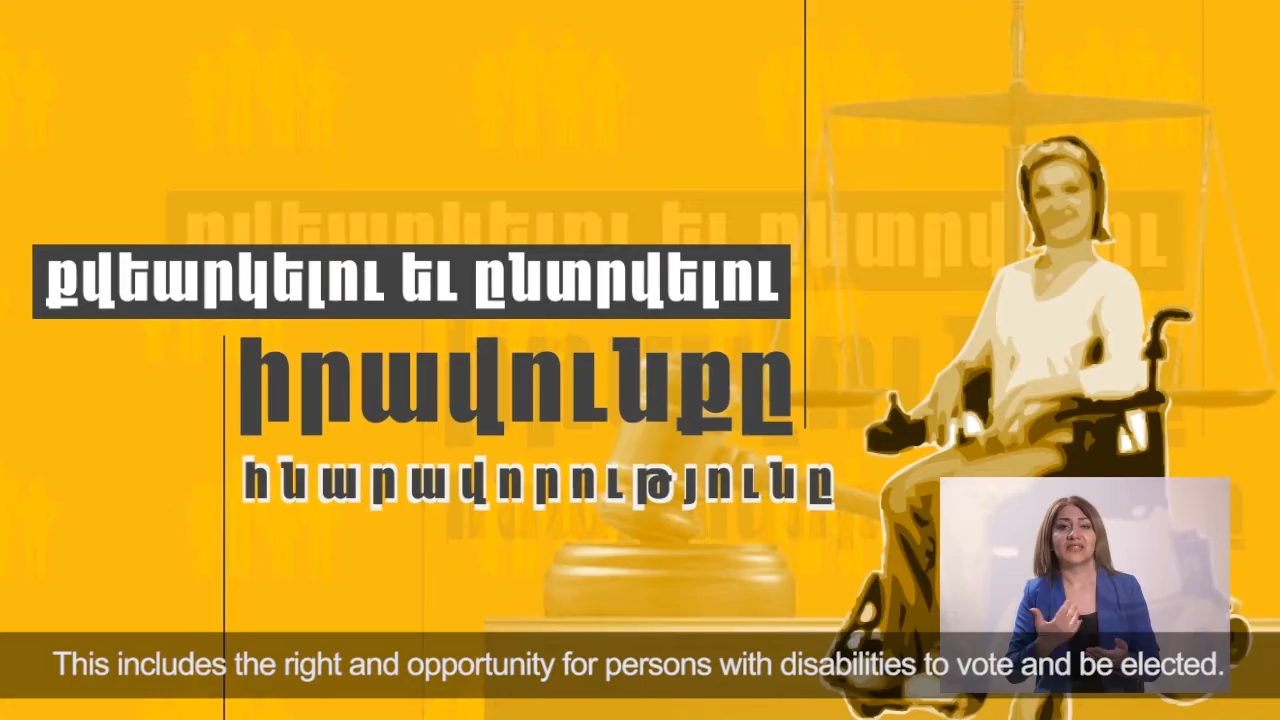 քվեարկելու եւ ընտրվելու
իրավունքը
հնարավորությունը
This includes the right and opportunity for persons with disabilities to vote and be elected.